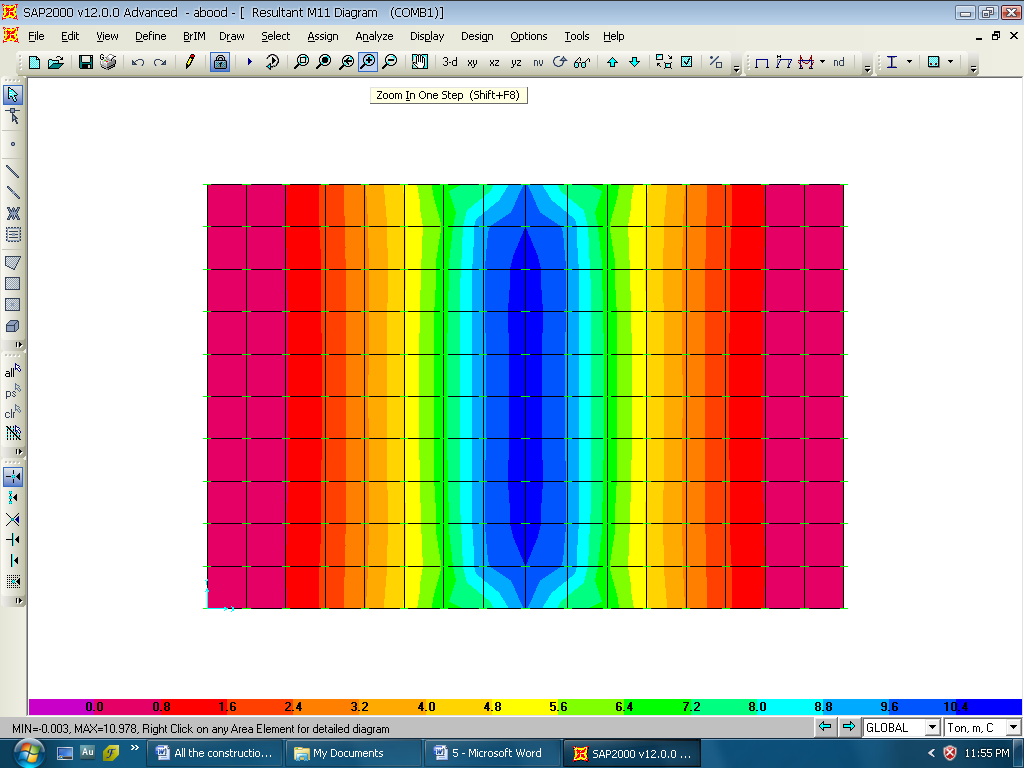 SAP2000 v12.0.0 Advanced - abood - [ Resultant M11 Diagram (COMB1)]
File Edit View Define BrIM Draw Select Assign Analyze Display Design Options Tools Help
3-d xy xz yz nv nd
Zoom In One Step (Shift+F8)
all
ps
clr
0.0 0.8 1.6 2.4 3.2 4.0 4.8 5.6 6.4 7.2 8.0 8.8 9.6 10.4
MIN=-0.003, MAX=10.978, Right Click on any Area Element for detailed diagram GLOBAL Ton, m, C
Au All the constructio... My Documents 5 - Microsoft Word SAP2000 v12.0.0 ... 11:55 PM